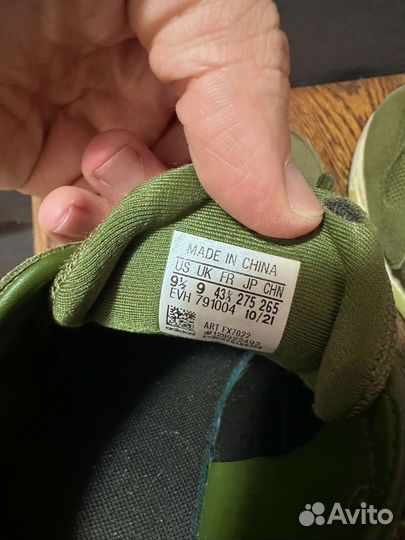 MADE IN CHINA
US UK FR JP CHN
9½ 9 43⅓ 275 265
EVH 791004 10/21
ART FX7022
Avito